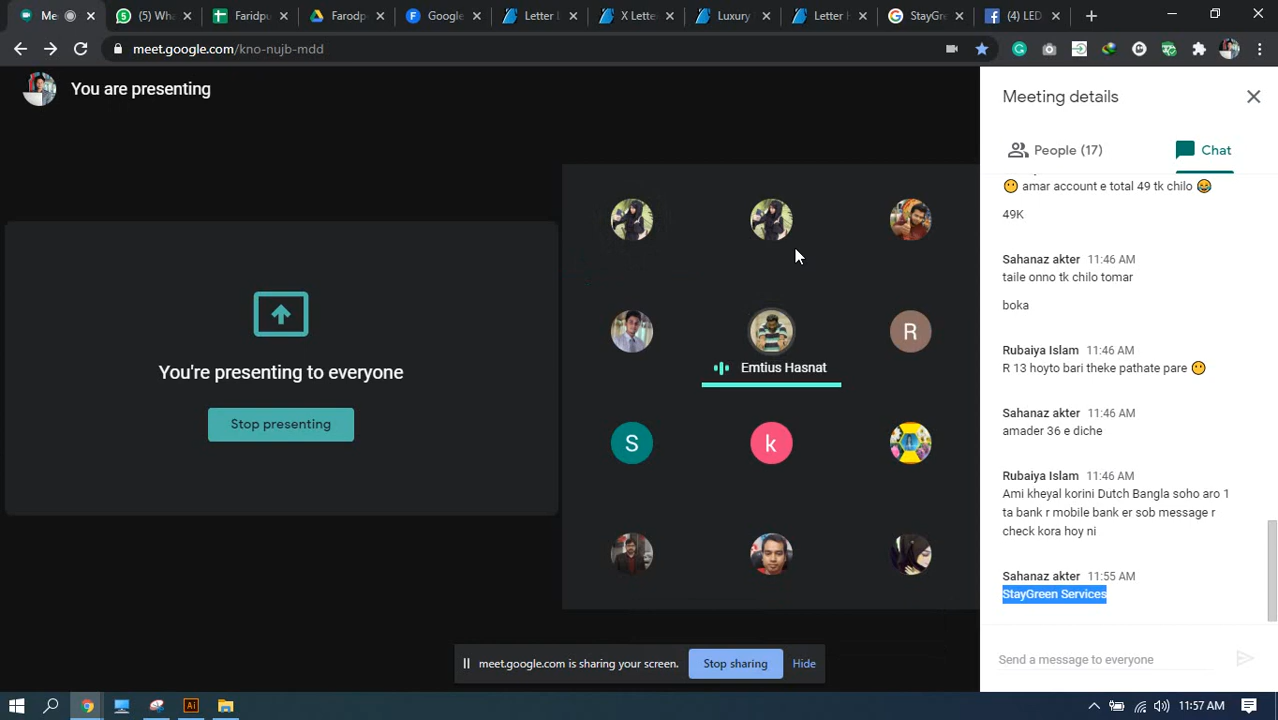 Me
(5) Wha
Faridpu
Farodp
Google
Letter L
X Lette
Luxury
Letter H
StayGre
(4) LED
meet.google.com/kno-nujb-mdd
You are presenting
You're presenting to everyone
Stop presenting
R
Emtius Hasnat
S
k
meet.google.com is sharing your screen.
Stop sharing
Hide
Meeting details
People (17)
Chat
😶 amar account e total 49 tk chilo 😂
49K
Sahanaz akter 11:46 AM
taile onno tk chilo tomar
boka
Rubaiya Islam 11:46 AM
R 13 hoyto bari theke pathate pare 😶
Sahanaz akter 11:46 AM
amader 36 e diche
Rubaiya Islam 11:46 AM
Ami kheyal korini Dutch Bangla soho aro 1
ta bank r mobile bank er sob message r
check kora hoy ni
Sahanaz akter 11:55 AM
StayGreen Services
Send a message to everyone
Ai
11:57 AM